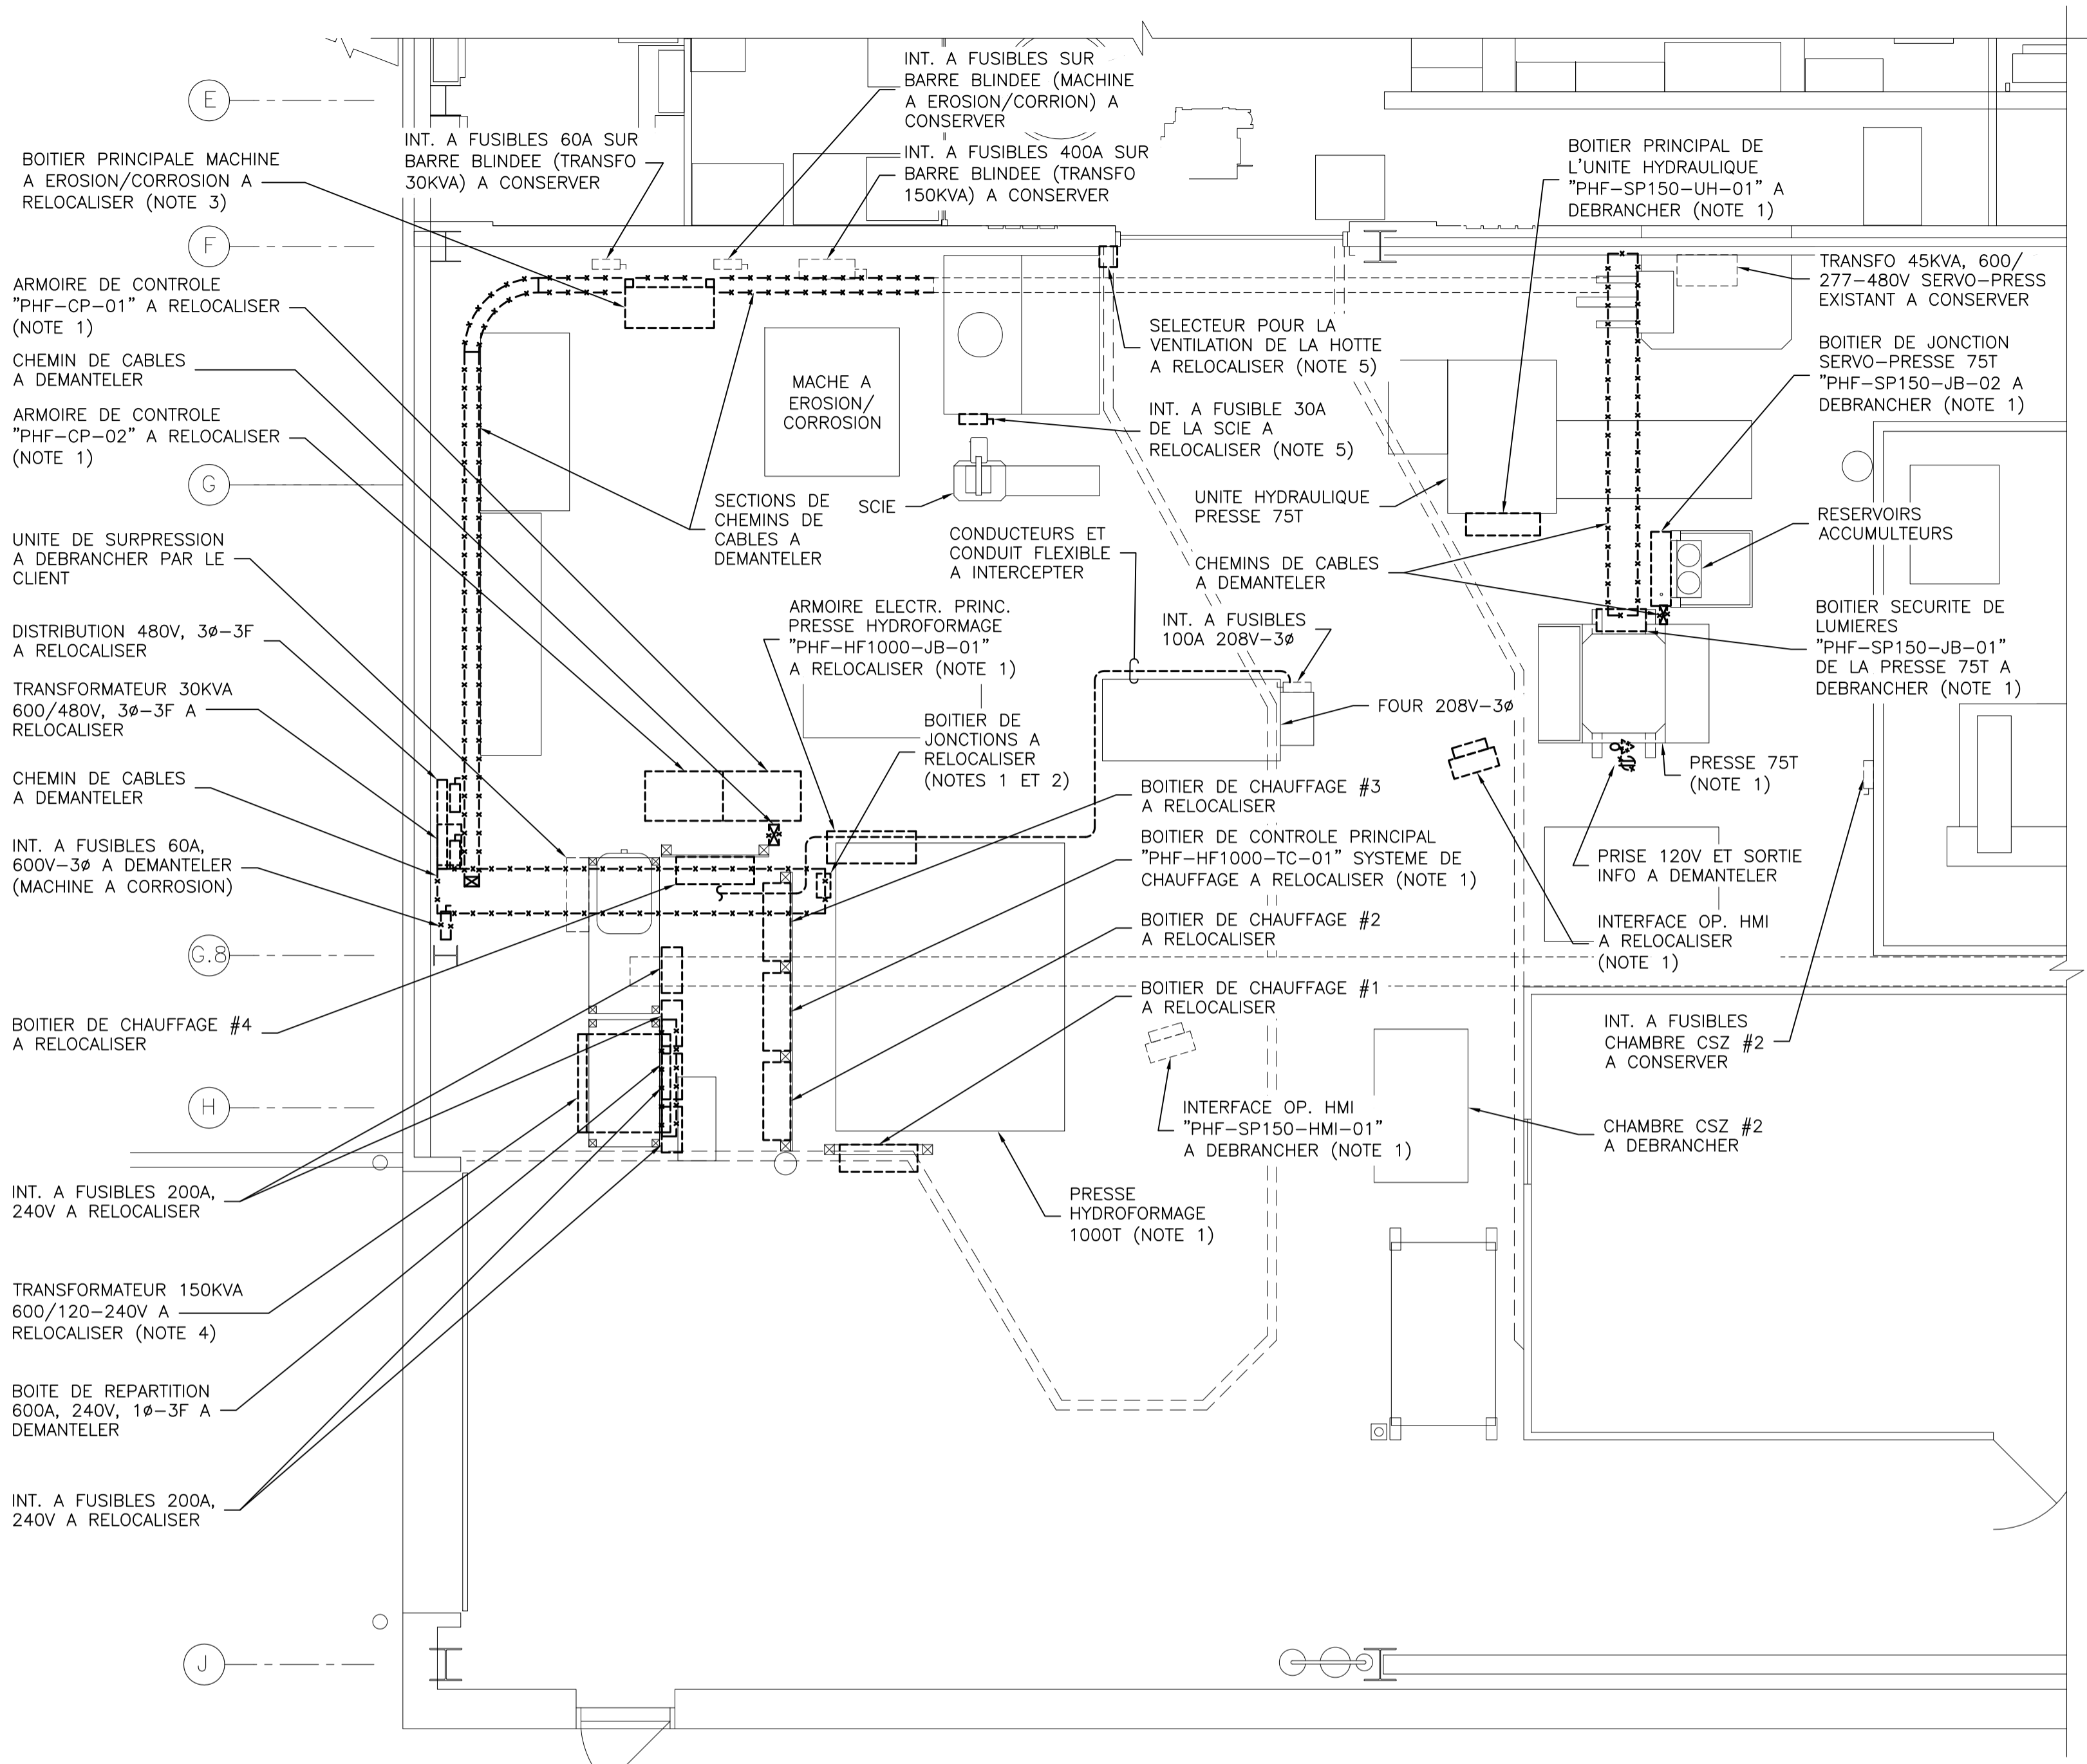 E
INT. A FUSIBLES SUR
BARRE BLINDEE (MACHINE
A EROSION/CORRION) A
CONSERVER
INT. A FUSIBLES 60A SUR
BARRE BLINDEE (TRANSFO
30KVA) A CONSERVER
INT. A FUSIBLES 400A SUR
BARRE BLINDEE (TRANSFO
150KVA) A CONSERVER
BOITIER PRINCIPAL DE
L'UNITE HYDRAULIQUE
"PHF-SP150-UH-01" A
DEBRANCHER (NOTE 1)
BOITIER PRINCIPALE MACHINE
A EROSION/CORROSION A
RELOCALISER (NOTE 3)
F
ARMOIRE DE CONTROLE
"PHF-CP-01" A RELOCALISER
(NOTE 1)
CHEMIN DE CABLES
A DEMANTELER
ARMOIRE DE CONTROLE
"PHF-CP-02" A RELOCALISER
(NOTE 1)
G
UNITE DE SURPRESSION
A DEBRANCHER PAR LE
CLIENT
DISTRIBUTION 480V, 3ø-3F
A RELOCALISER
TRANSFORMATEUR 30KVA
600/480V, 3ø-3F A
RELOCALISER
CHEMIN DE CABLES
A DEMANTELER
INT. A FUSIBLES 60A,
600V-3ø A DEMANTELER
(MACHINE A CORROSION)
G.8
BOITIER DE CHAUFFAGE #4
A RELOCALISER
H
INT. A FUSIBLES 200A,
240V A RELOCALISER
TRANSFORMATEUR 150KVA
600/120-240V A
RELOCALISER (NOTE 4)
BOITE DE REPARTITION
600A, 240V, 1ø-3F A
DEMANTELER
INT. A FUSIBLES 200A,
240V A RELOCALISER
J
MACHE A
EROSION/
CORROSION
SECTIONS DE
CHEMINS DE
CABLES A
DEMANTELER
SCIE
SELECTEUR POUR LA
VENTILATION DE LA HOTTE
A RELOCALISER (NOTE 5)
INT. A FUSIBLE 30A
DE LA SCIE A
RELOCALISER (NOTE 5)
UNITE HYDRAULIQUE
PRESSE 75T
CONDUCTEURS ET
CONDUIT FLEXIBLE
A INTERCEPTER
CHEMINS DE CABLES
A DEMANTELER
ARMOIRE ELECTR. PRINC.
PRESSE HYDROFORMAGE
"PHF-HF1000-JB-01"
A RELOCALISER (NOTE 1)
INT. A FUSIBLES
100A 208V-3ø
FOUR 208V-3ø
BOITIER DE
JONCTIONS A
RELOCALISER
(NOTES 1 ET 2)
BOITIER DE CHAUFFAGE #3
A RELOCALISER
BOITIER DE CONTROLE PRINCIPAL
"PHF-HF1000-TC-01" SYSTEME DE
CHAUFFAGE A RELOCALISER (NOTE 1)
BOITIER DE CHAUFFAGE #2
A RELOCALISER
BOITIER DE CHAUFFAGE #1
A RELOCALISER
INTERFACE OP. HMI
"PHF-SP150-HMI-01"
A DEBRANCHER (NOTE 1)
PRESSE
HYDROFORMAGE
1000T (NOTE 1)
TRANSFO 45KVA, 600/
277-480V SERVO-PRESS
EXISTANT A CONSERVER
BOITIER DE JONCTION
SERVO-PRESSE 75T
"PHF-SP150-JB-02 A
DEBRANCHER (NOTE 1)
RESERVOIRS
ACCUMULTEURS
BOITIER SECURITE DE
LUMIERES
"PHF-SP150-JB-01"
DE LA PRESSE 75T A
DEBRANCHER (NOTE 1)
PRESSE 75T
(NOTE 1)
PRISE 120V ET SORTIE
INFO A DEMANTELER
INTERFACE OP. HMI
A RELOCALISER
(NOTE 1)
INT. A FUSIBLES
CHAMBRE CSZ #2
A CONSERVER
CHAMBRE CSZ #2
A DEBRANCHER